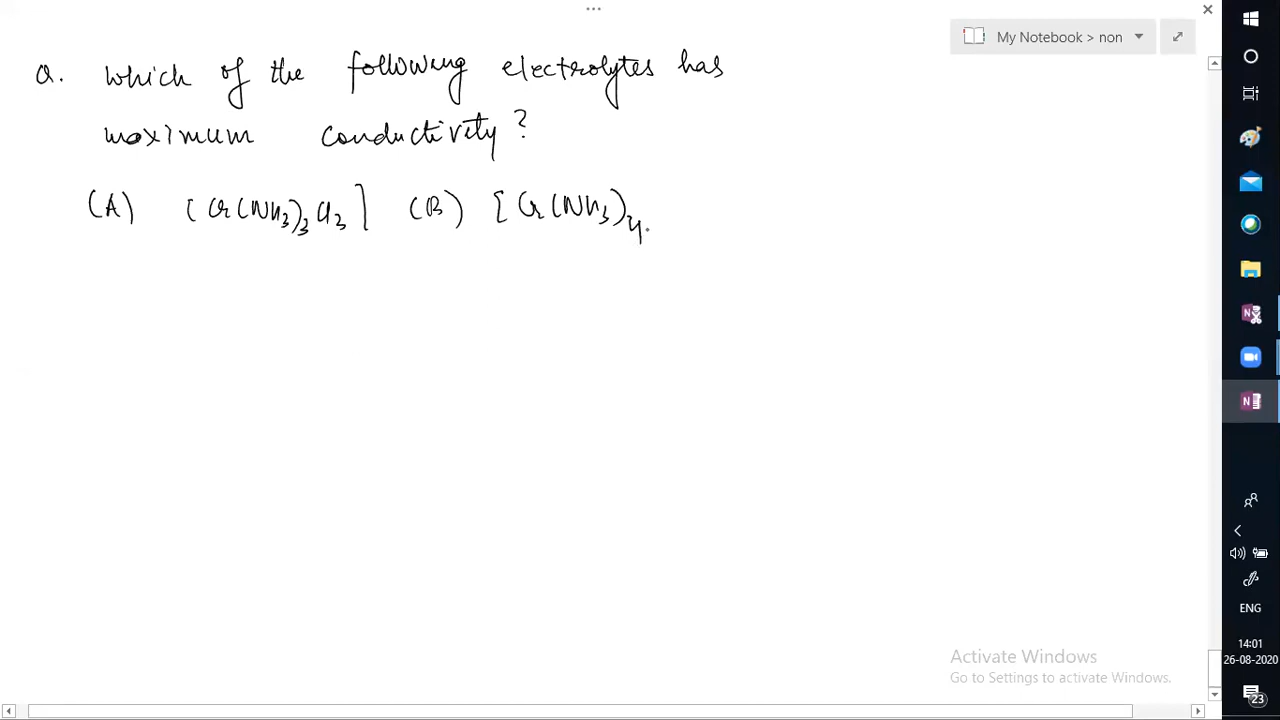 My Notebook > non
Q. which of the following electrolytes has
maximum conductivity?
(A) [Cr(NH3)3Cl3] (B) [Cr(NH3)4
ENG
14:01
26-08-2020
23
Activate Windows
Go to Settings to activate Windows.